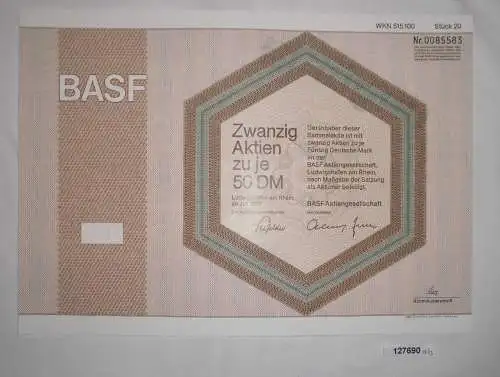 WKN 515100 Stück 20
Nr. 0085583
BASF
Zwanzig
Aktien
zu je
50 DM
Ludwigshafen am Rhein,
Der Inhaber dieser
Sammelaktie ist mit
zwanzig Aktien zu je
Fünfzig Deutsche Mark
an der
BASF Aktiengesellschaft,
Ludwigshafen am Rhein,
nach Maßgabe der Satzung
als Aktionär beteiligt.
BASF Aktiengesellschaft
Kontrollunterschrift
127690